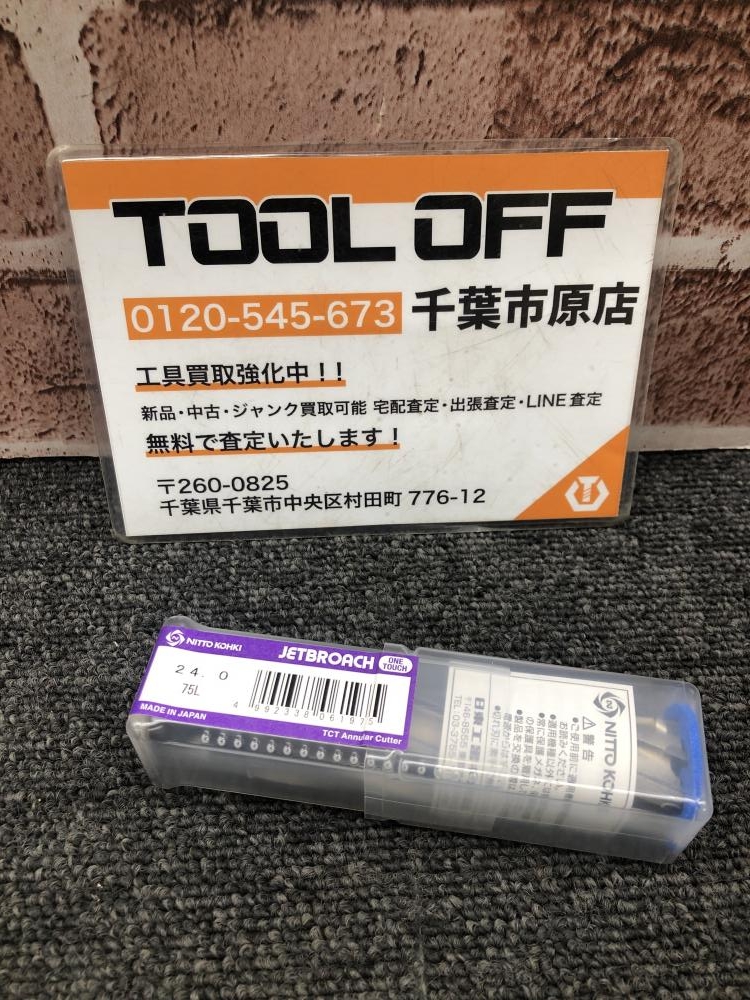 TOOL OFF
0120-545-673 千葉市原店
工具買取強化中！！
新品・中古・ジャンク買取可能 宅配査定・出張査定・LINE査定
無料で査定いたします！
〒260-0825
千葉県千葉市中央区村田町 776-12
NITTO KOHKI
JETBROACH ONE TOUCH
24.0
75L
4 992338 061975
MADE IN JAPAN
TCT Annular Cutter
NITTO KOHKI
警告